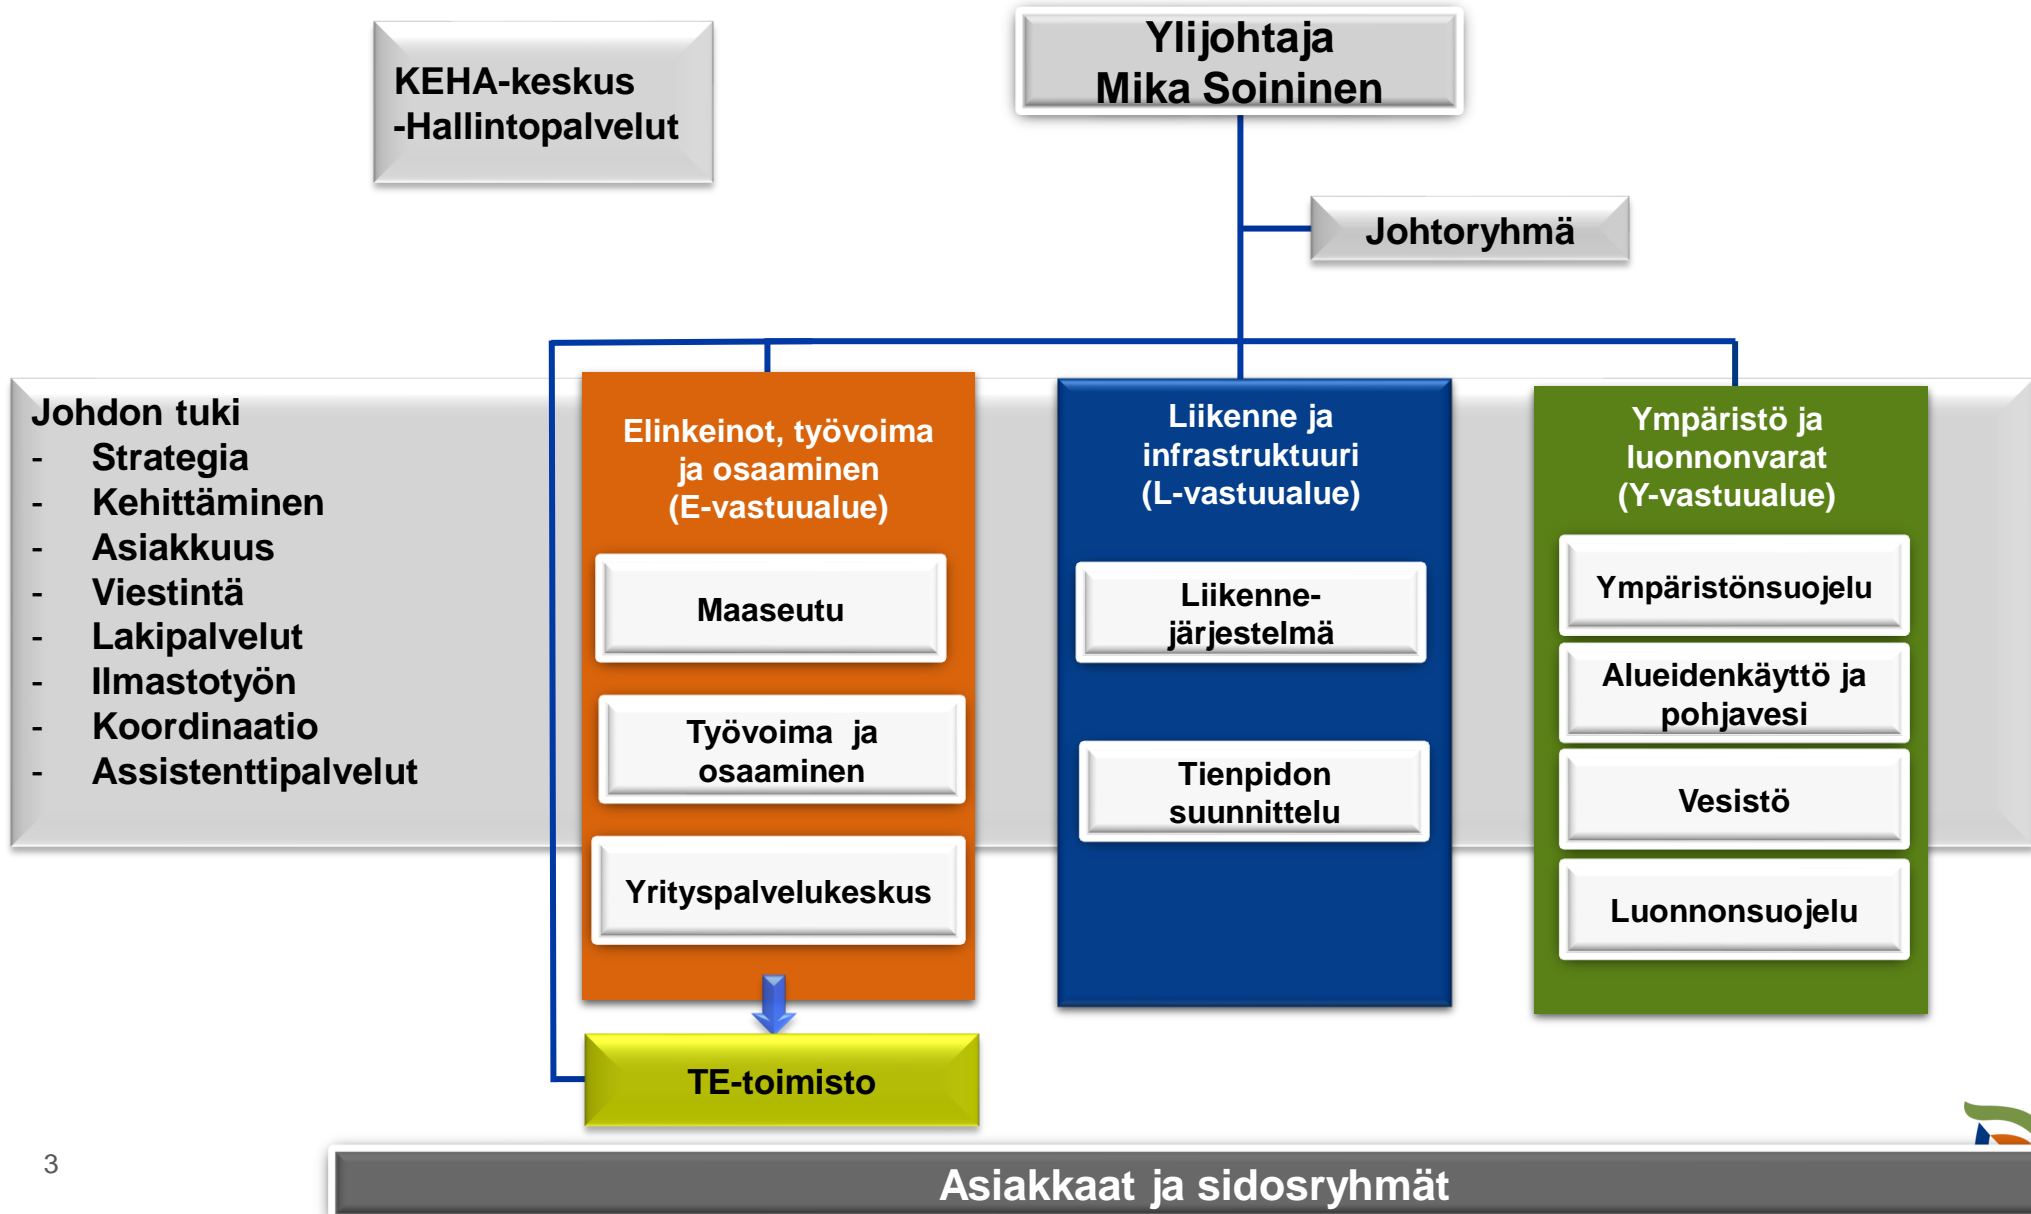 KEHA-keskus
-Hallintopalvelut
Ylijohtaja
Mika Soininen
Johtoryhmä
Johdon tuki
- Strategia
- Kehittäminen
- Asiakkuus
- Viestintä
- Lakipalvelut
- Ilmastotyön
- Koordinaatio
- Assistenttipalvelut
Elinkeinot, työvoima
ja osaaminen
(E-vastuualue)
Maaseutu
Työvoima ja
osaaminen
Yrityspalvelukeskus
TE-toimisto
Liikenne ja
infrastruktuuri
(L-vastuualue)
Liikenne-
järjestelmä
Tienpidon
suunnittelu
Ympäristö ja
luonnonvarat
(Y-vastuualue)
Ympäristönsuojelu
Alueidenkäyttö ja
pohjavesi
Vesistö
Luonnonsuojelu
3
Asiakkaat ja sidosryhmät